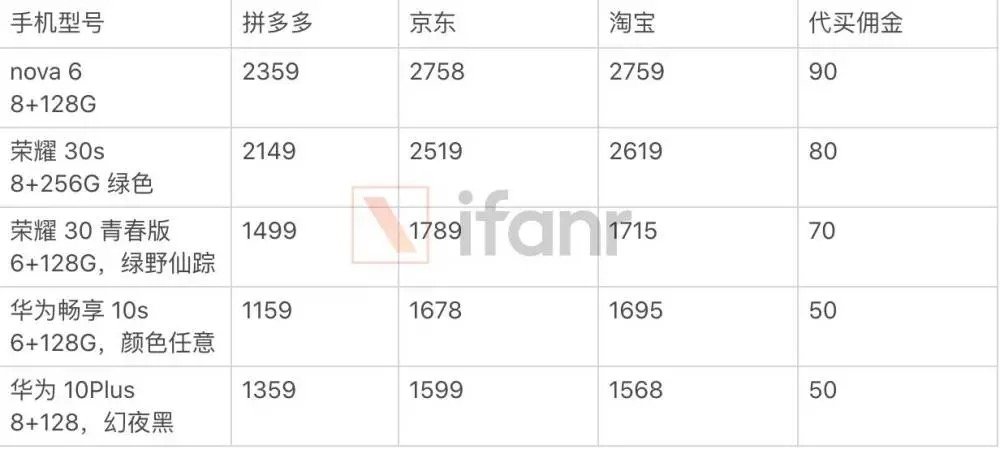 手机型号 拼多多 京东 淘宝 代买佣金
nova 6 2359 2758 2759 90
8+128G
荣耀 30s 2149 2519 2619 80
8+256G 绿色
ifanr
荣耀 30 青春版 1499 1789 1715 70
6+128G，绿野仙踪
华为畅享 10s 1159 1678 1695 50
6+128G，颜色任意
华为 10Plus 1359 1599 1568 50
8+128，幻夜黑